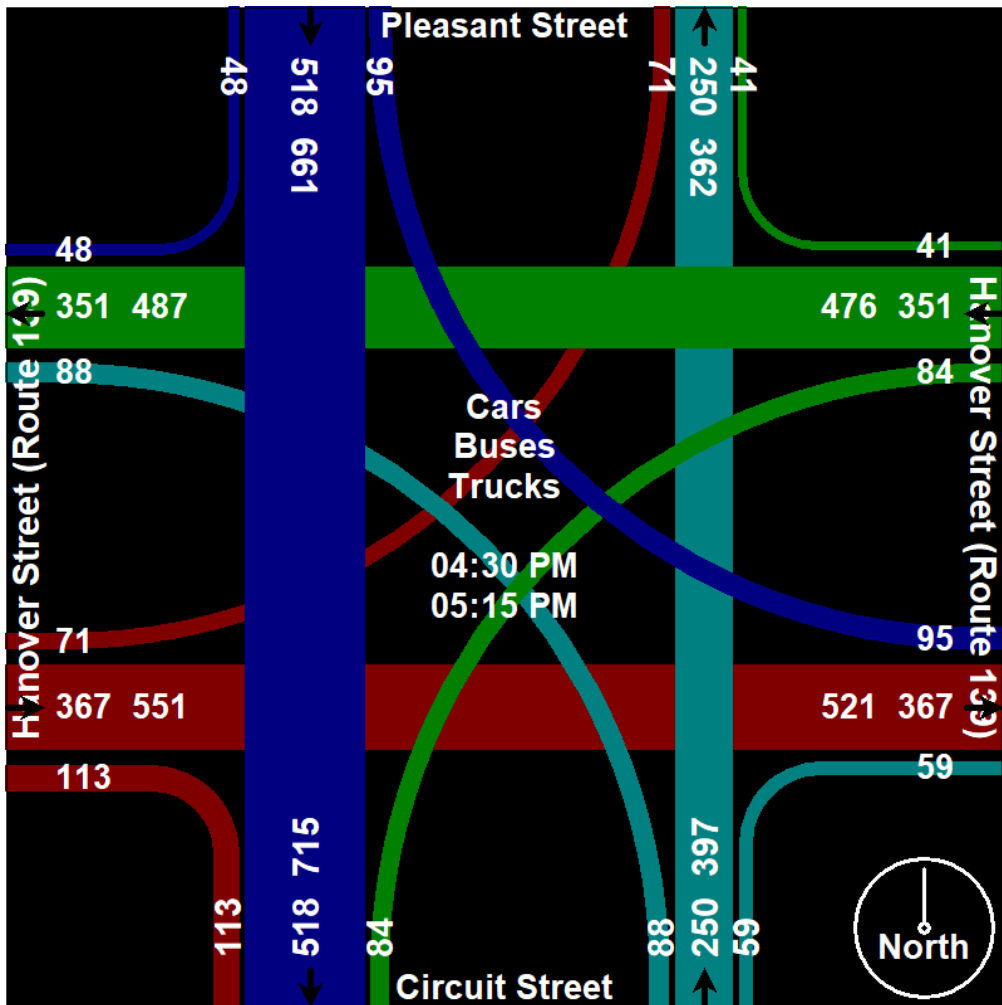 Pleasant Street
48
518 661
95
71
250 362
41
48
41
351 487
476 351
88
84
Hanover Street (Route 139)
Hanover Street (Route 139)
Cars
Buses
Trucks
04:30 PM
05:15 PM
71
95
367 551
521 367
113
59
113
518 715
84
88
250 397
59
North
Circuit Street